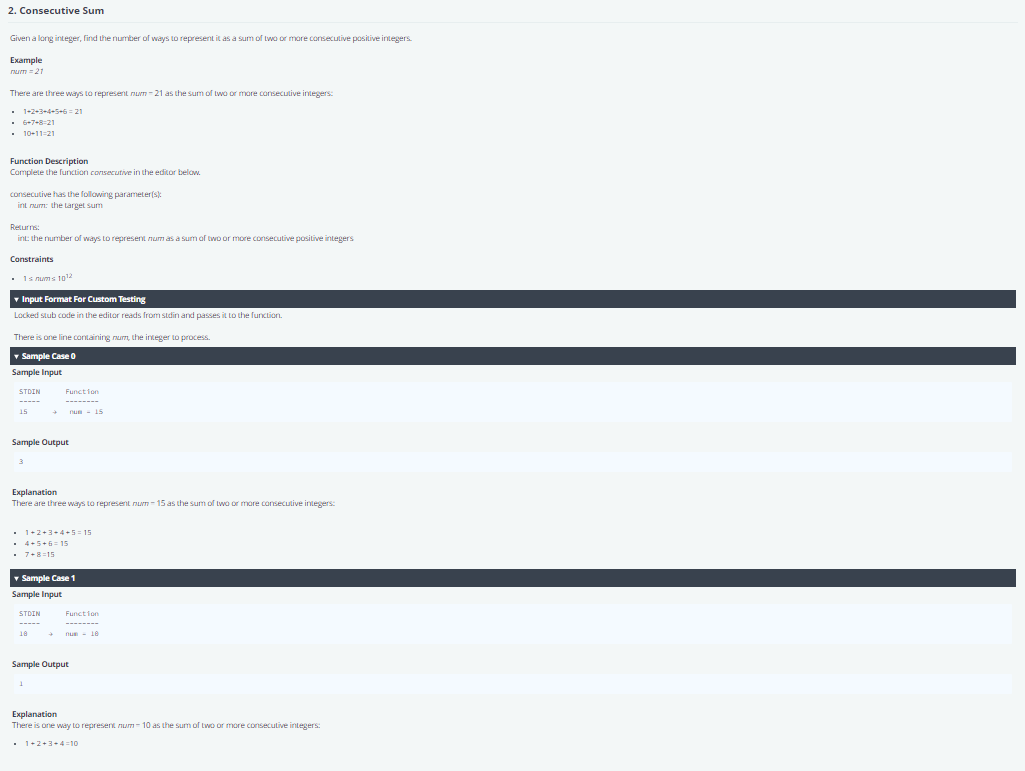 2. Consecutive Sum
Given a long integer, find the number of ways to represent it as a sum of two or more consecutive positive integers.
Example
num = 21
There are three ways to represent num = 21 as the sum of two or more consecutive integers:
• 1+2+3+4+5+6 = 21
• 6+7+8=21
• 10+11=21
Function Description
Complete the function consecutive in the editor below.
consecutive has the following parameter(s):
int num: the target sum
Returns:
int: the number of ways to represent num as a sum of two or more consecutive positive integers
Constraints
• 1 ≤ num ≤ 10¹²
▾ Input Format For Custom Testing
Locked stub code in the editor reads from stdin and passes it to the function.
There is one line containing num, the integer to process.
▾ Sample Case 0
Sample Input
STDIN Function
----- --------
15 → num = 15
Sample Output
3
Explanation
There are three ways to represent num = 15 as the sum of two or more consecutive integers:
• 1 + 2 + 3 + 4 + 5 = 15
• 4 + 5 + 6 = 15
• 7 + 8 =15
▾ Sample Case 1
Sample Input
STDIN Function
----- --------
10 → num = 10
Sample Output
1
Explanation
There is one way to represent num = 10 as the sum of two or more consecutive integers:
• 1 + 2 + 3 + 4 =10